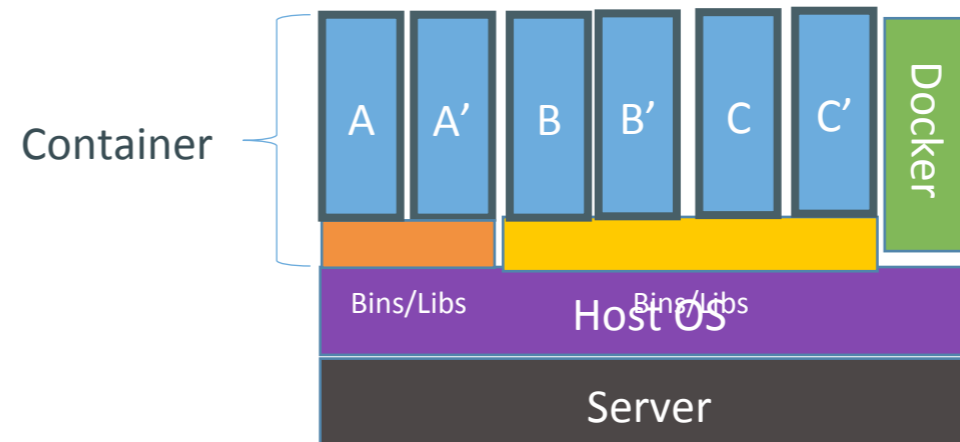 Container
A
A’
B
B’
C
C’
Docker
Bins/Libs
Bins/Libs
Host OS
Server